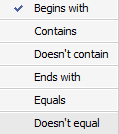 Begins with
Contains
Doesn't contain
Ends with
Equals
Doesn't equal